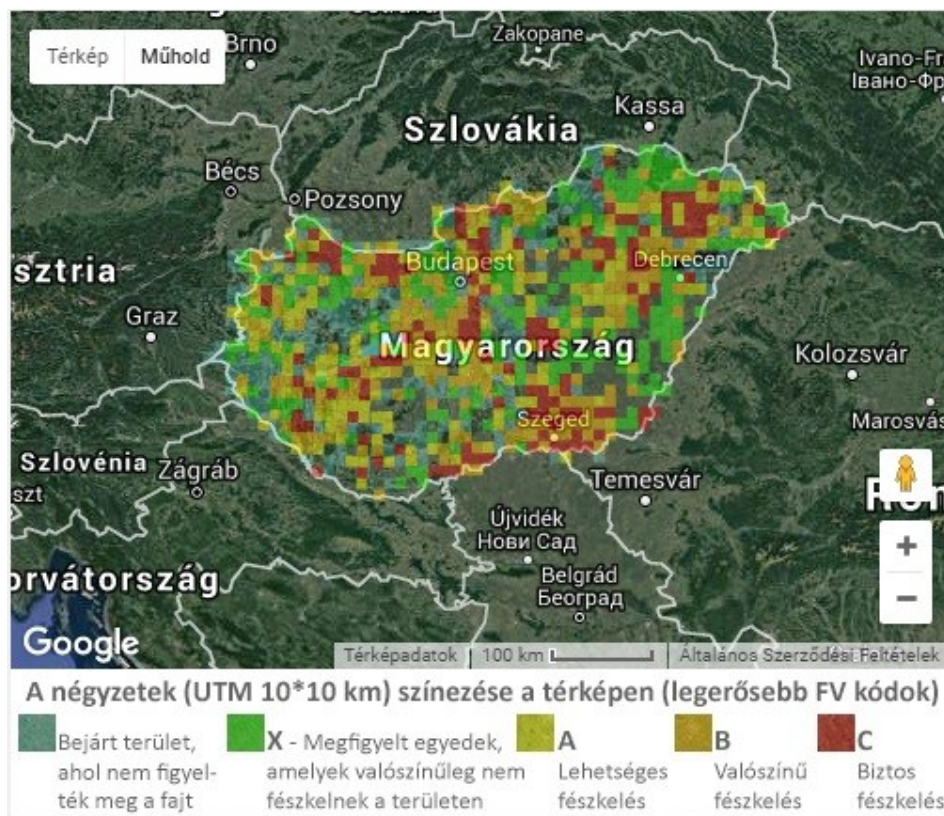 Térkép
Műhold
Brno
Zakopane
Ivano-Fr
Івано-Фр
Kassa
Szlovákia
Bécs
Pozsony
sztria
Budapest
Debrecen
Graz
Magyarország
Kolozsvár
Marosvás
Szeged
Szlovénia
Zágráb
szt
Temesvár
Újvidék
Нови Сад
orvátország
Belgrád
Београд
Google
Térképadatok
100 km
Általános Szerződési Feltételek
A négyzetek (UTM 10*10 km) színezése a térképen (legerősebb FV kódok)
Bejárt terület,
ahol nem figyel-
ték meg a fajt
X - Megfigyelt egyedek,
amelyek valószínűleg nem
fészkelnek a területen
A
Lehetséges
fészkelés
B
Valószínű
fészkelés
C
Biztos
fészkelés